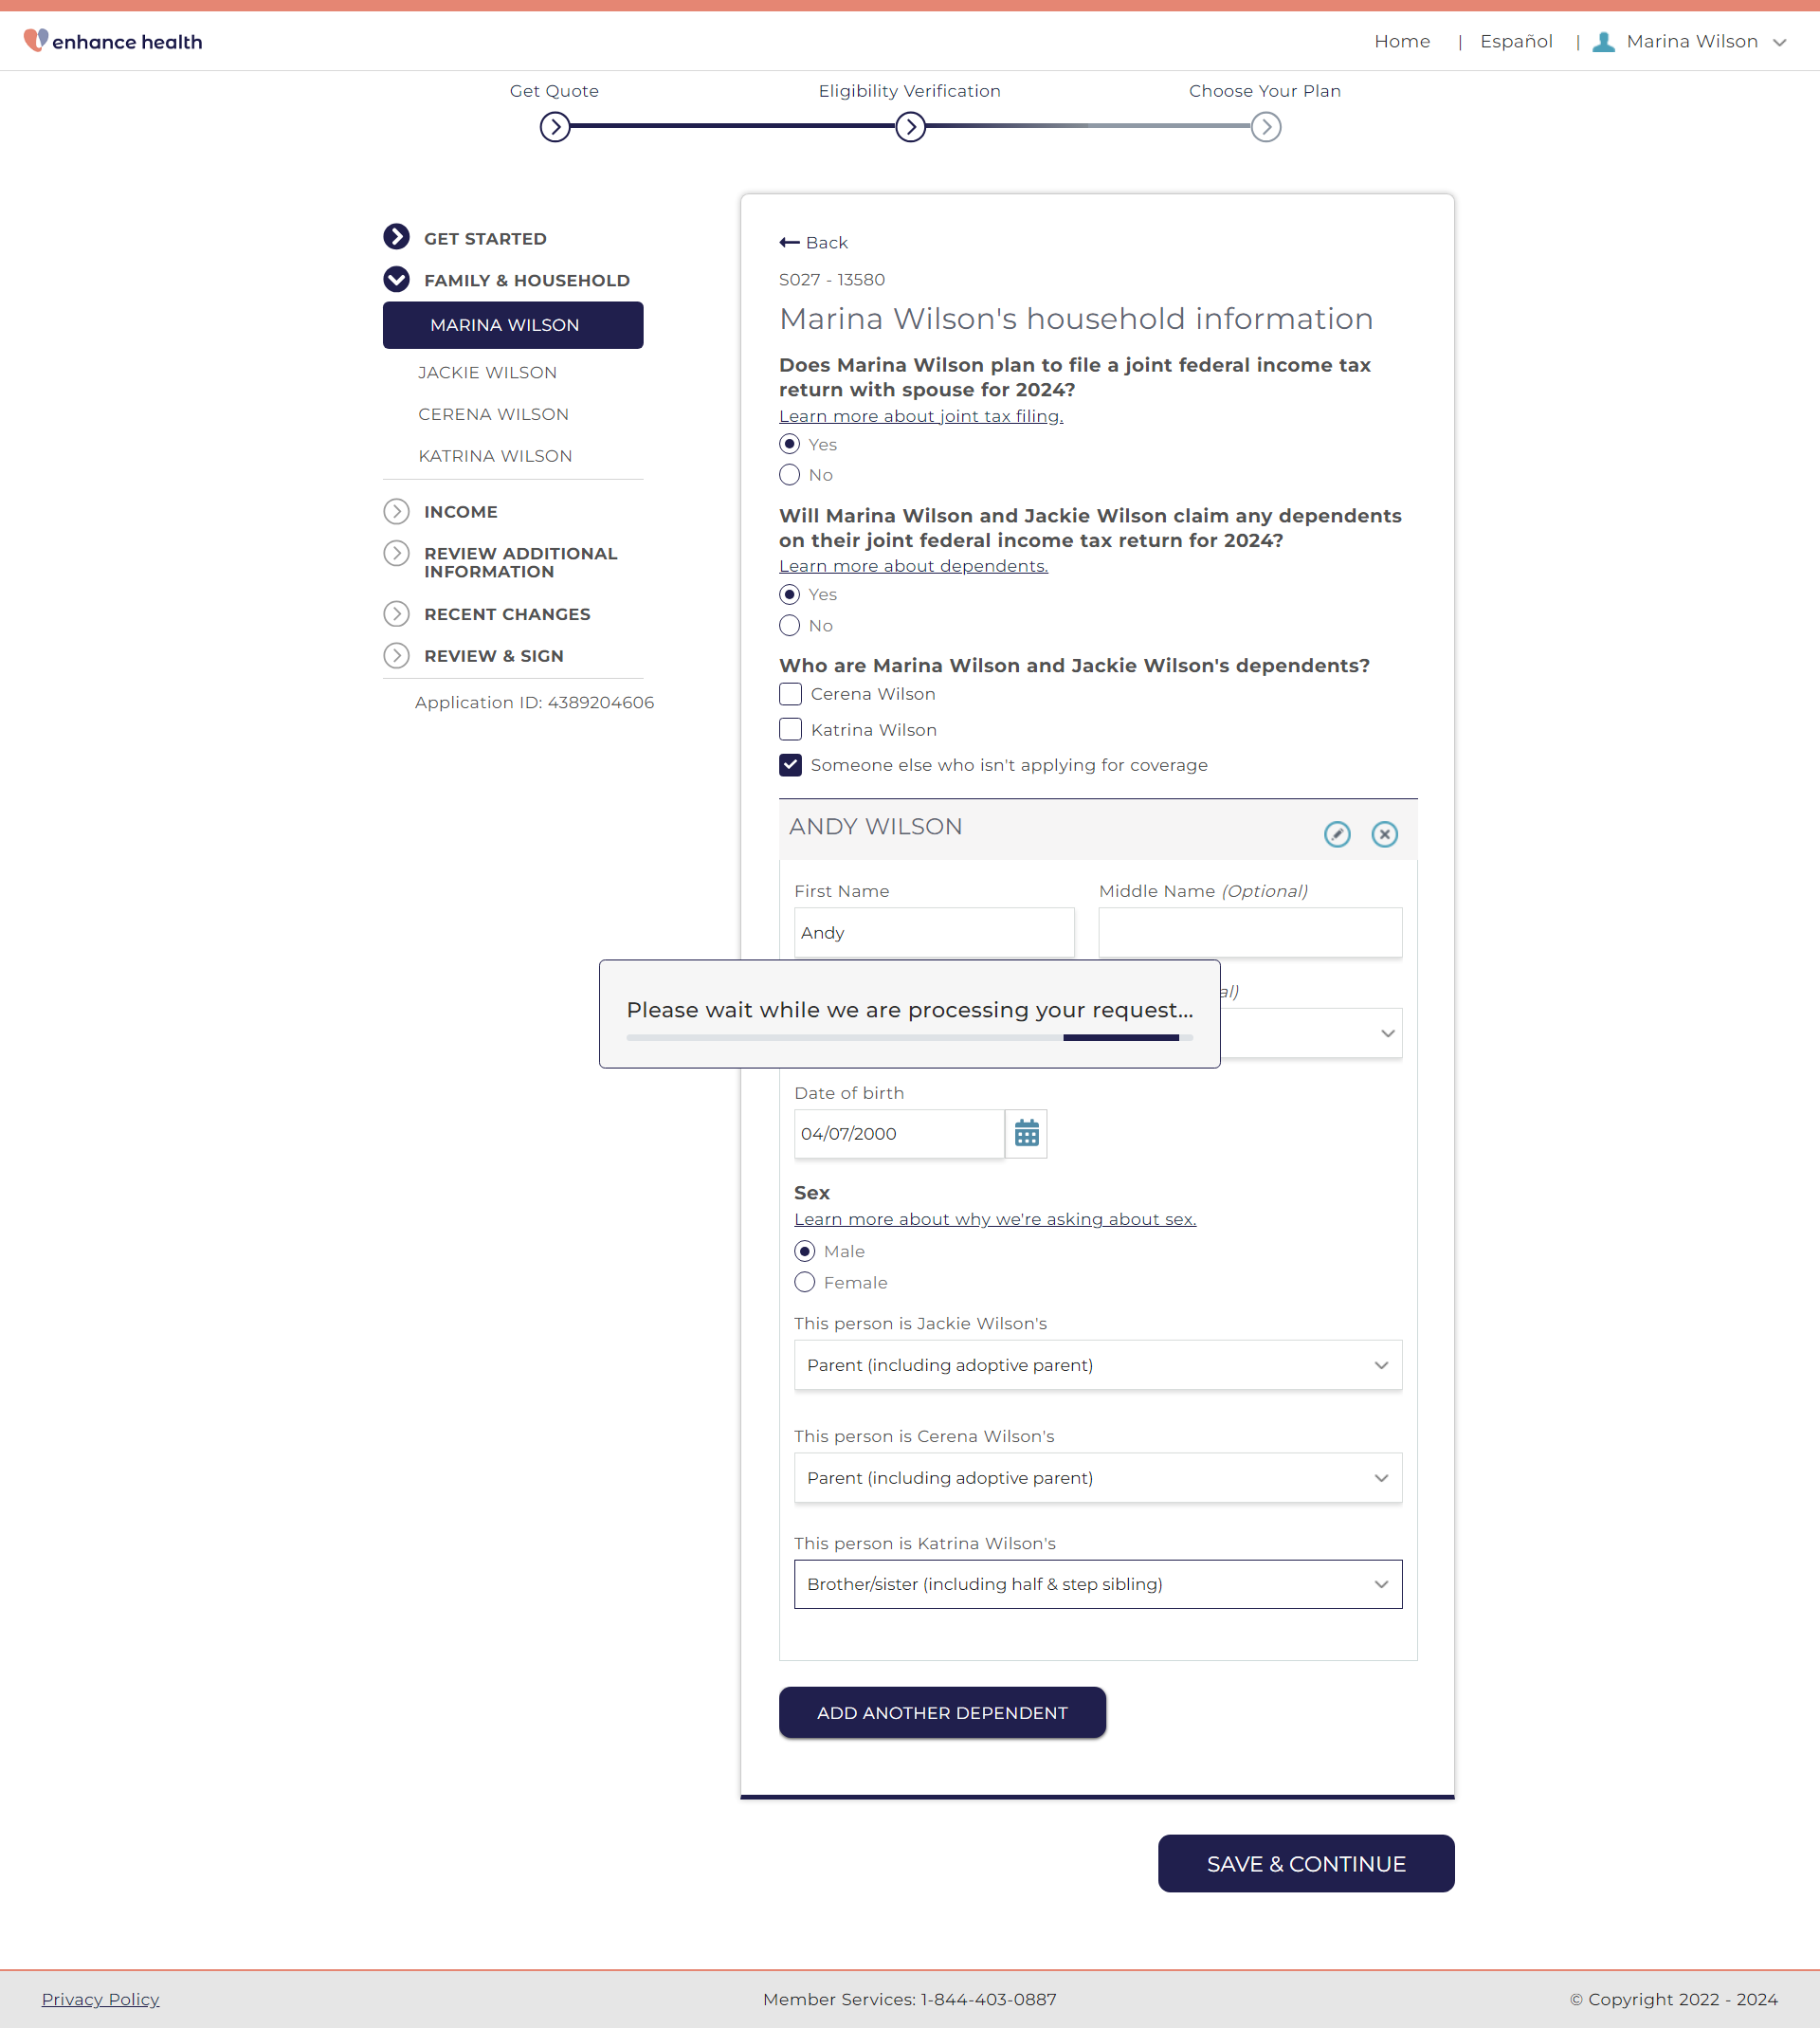 enhance health
Home | Español | Marina Wilson
Get Quote
Eligibility Verification
Choose Your Plan
GET STARTED
FAMILY & HOUSEHOLD
MARINA WILSON
JACKIE WILSON
CERENA WILSON
KATRINA WILSON
INCOME
REVIEW ADDITIONAL
INFORMATION
RECENT CHANGES
REVIEW & SIGN
Application ID: 4389204606
Back
S027 - 13580
Marina Wilson's household information
Does Marina Wilson plan to file a joint federal income tax
return with spouse for 2024?
Learn more about joint tax filing.
Yes
No
Will Marina Wilson and Jackie Wilson claim any dependents
on their joint federal income tax return for 2024?
Learn more about dependents.
Yes
No
Who are Marina Wilson and Jackie Wilson's dependents?
Cerena Wilson
Katrina Wilson
Someone else who isn't applying for coverage
ANDY WILSON
First Name
Middle Name (Optional)
Andy
Please wait while we are processing your request...
Date of birth
04/07/2000
Sex
Learn more about why we're asking about sex.
Male
Female
This person is Jackie Wilson's
Parent (including adoptive parent)
This person is Cerena Wilson's
Parent (including adoptive parent)
This person is Katrina Wilson's
Brother/sister (including half & step sibling)
ADD ANOTHER DEPENDENT
SAVE & CONTINUE
Privacy Policy
Member Services: 1-844-403-0887
© Copyright 2022 - 2024